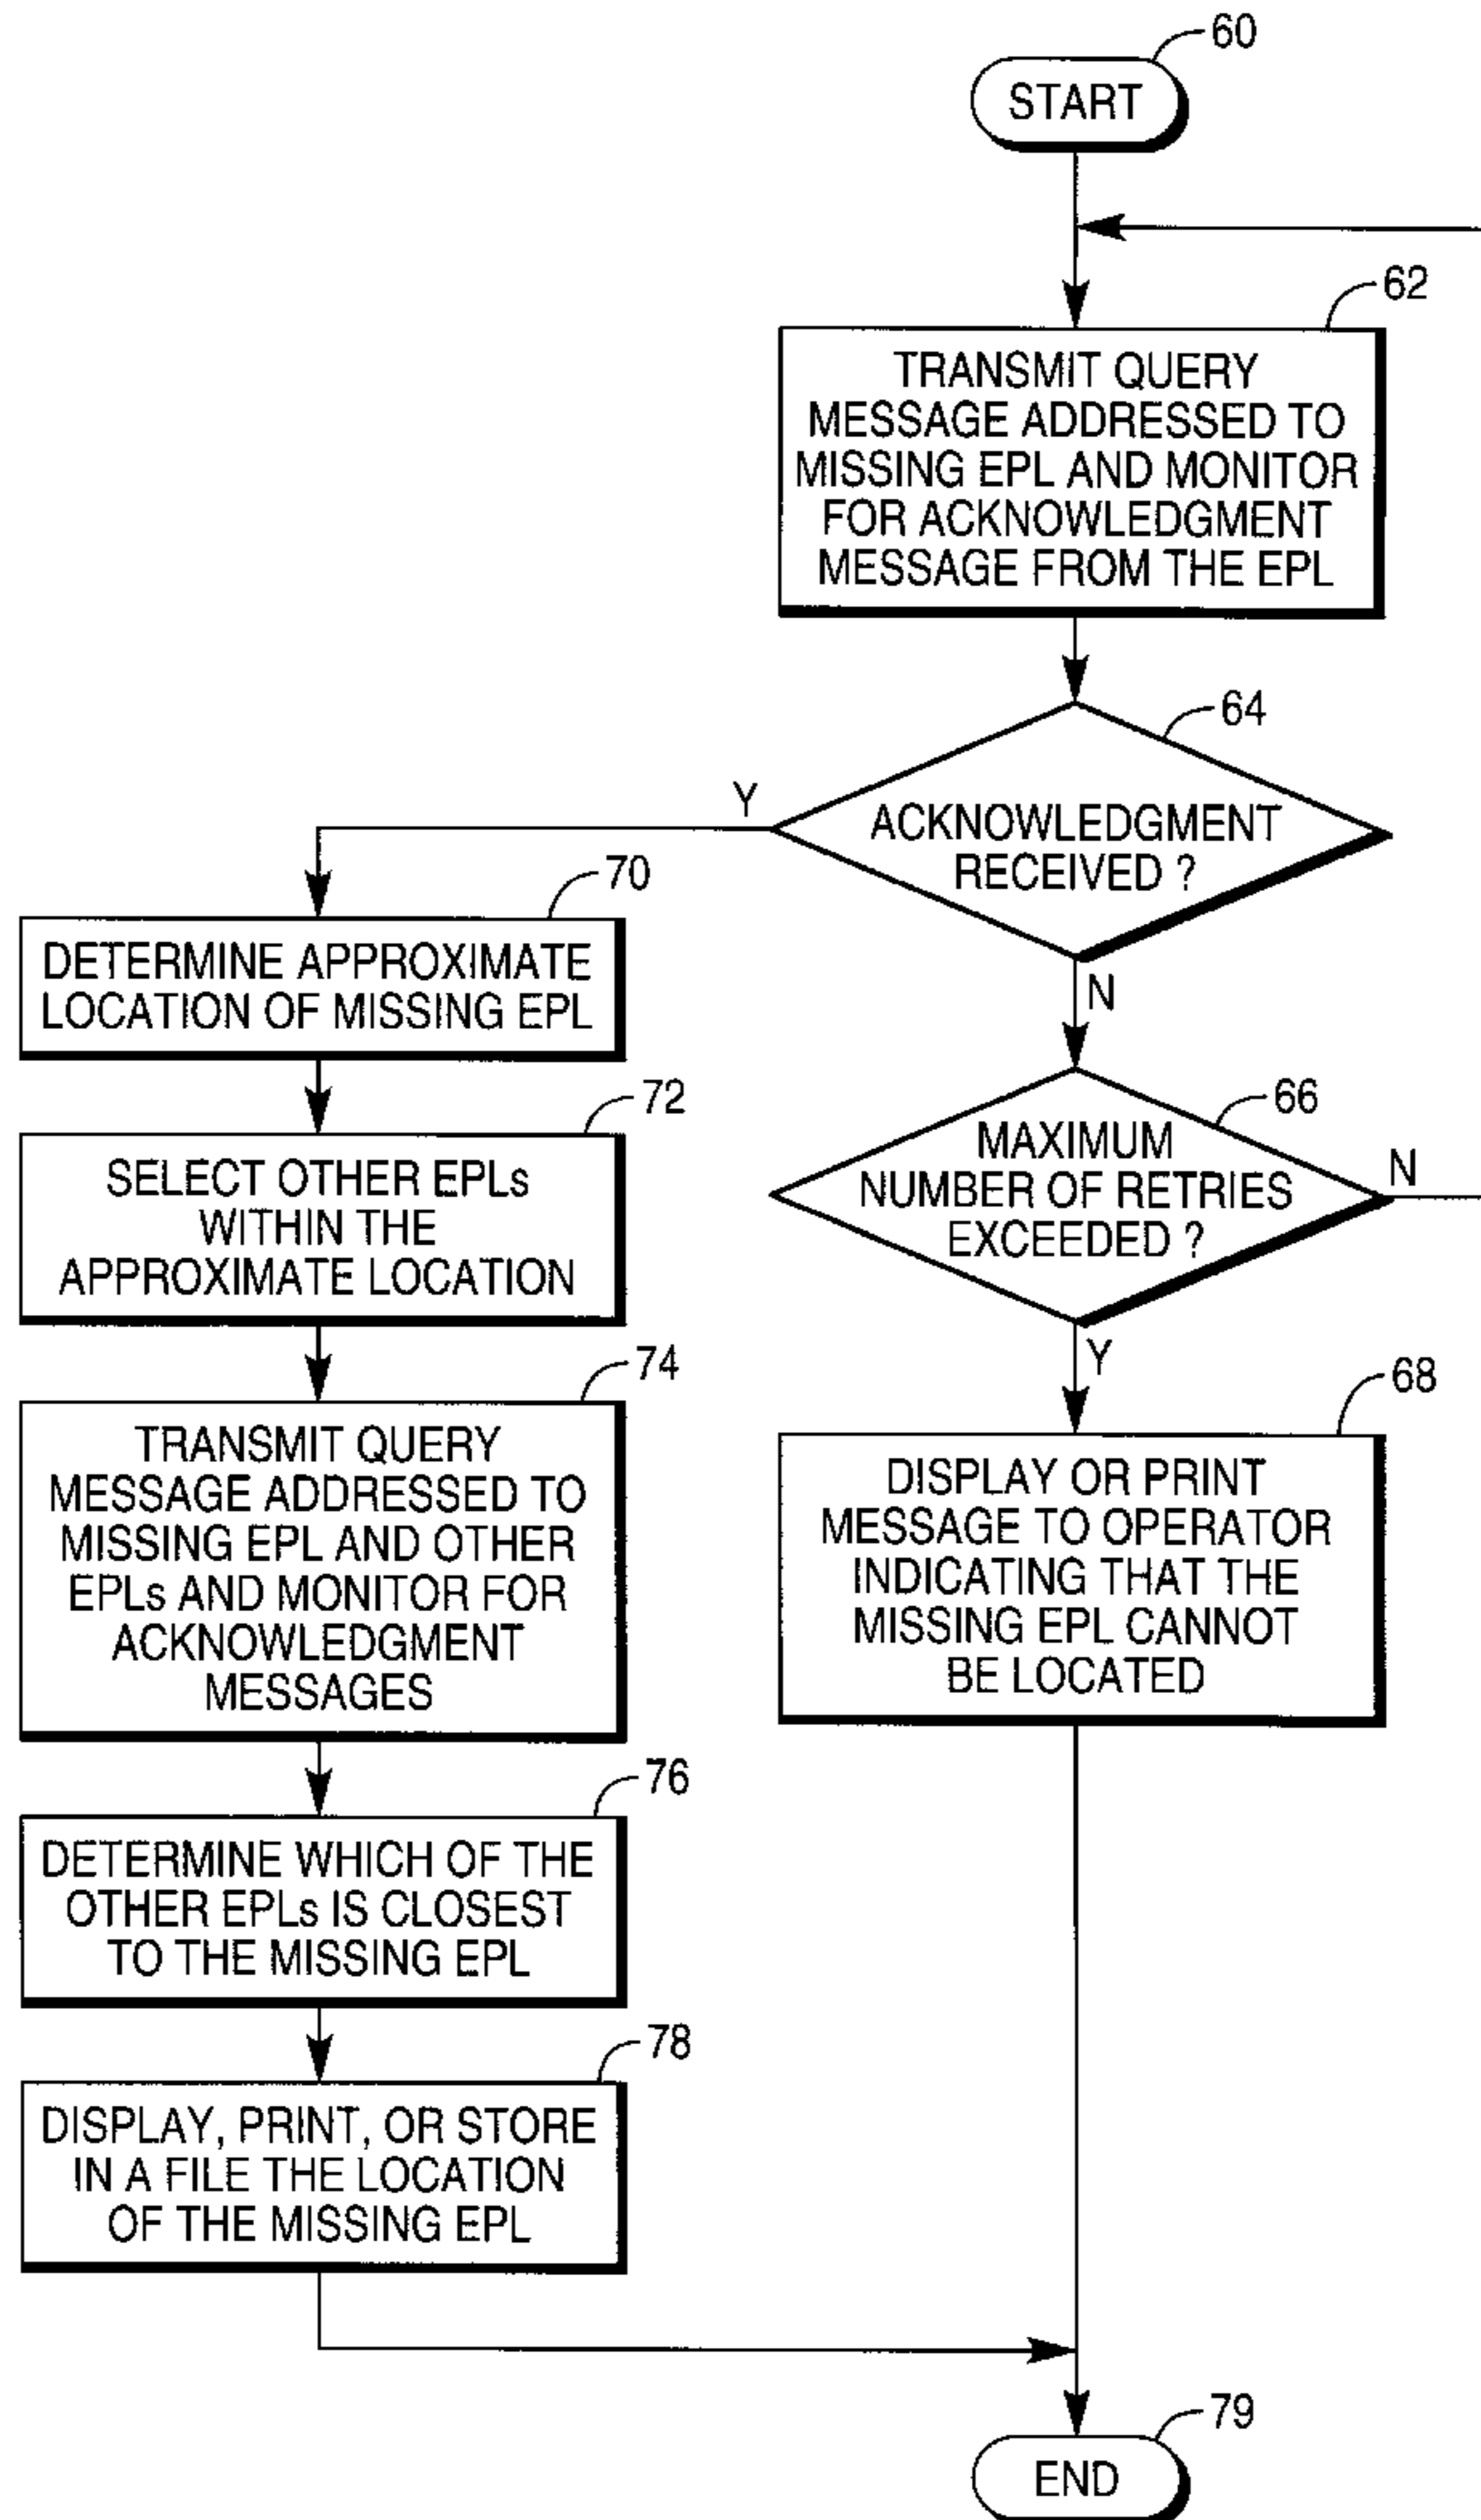 60
START
62
TRANSMIT QUERY
MESSAGE ADDRESSED TO
MISSING EPL AND MONITOR
FOR ACKNOWLEDGMENT
MESSAGE FROM THE EPL
64
Y
ACKNOWLEDGMENT
RECEIVED ?
N
70
DETERMINE APPROXIMATE
LOCATION OF MISSING EPL
66
MAXIMUM
NUMBER OF RETRIES
EXCEEDED ?
N
Y
72
SELECT OTHER EPLs
WITHIN THE
APPROXIMATE LOCATION
74
TRANSMIT QUERY
MESSAGE ADDRESSED TO
MISSING EPL AND OTHER
EPLs AND MONITOR FOR
ACKNOWLEDGMENT
MESSAGES
68
DISPLAY OR PRINT
MESSAGE TO OPERATOR
INDICATING THAT THE
MISSING EPL CANNOT
BE LOCATED
76
DETERMINE WHICH OF THE
OTHER EPLs IS CLOSEST
TO THE MISSING EPL
78
DISPLAY, PRINT, OR STORE
IN A FILE THE LOCATION
OF THE MISSING EPL
79
END